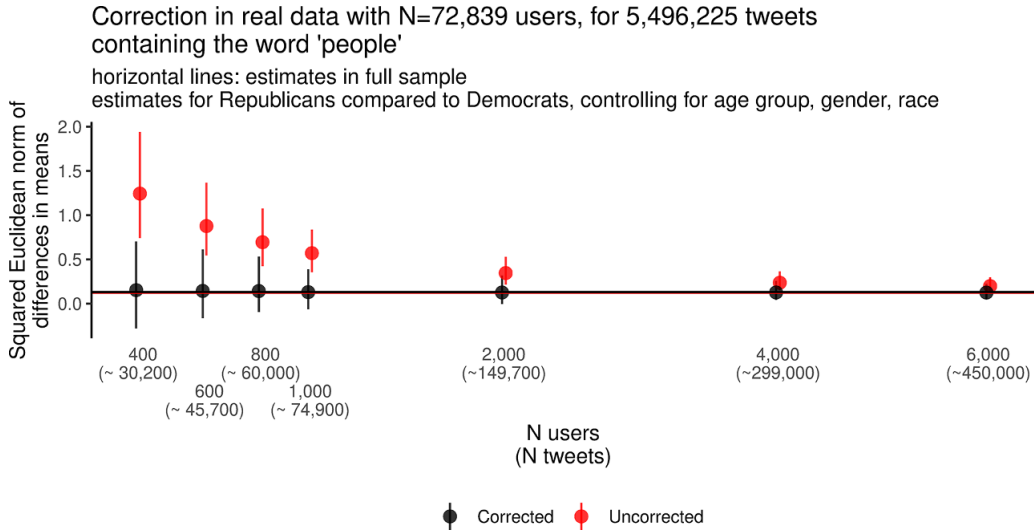 Correction in real data with N=72,839 users, for 5,496,225 tweets
containing the word 'people'
horizontal lines: estimates in full sample
estimates for Republicans compared to Democrats, controlling for age group, gender, race
Squared Euclidean norm of
differences in means
2.0
1.5
1.0
0.5
0.0
400
(~ 30,200)
600
(~ 45,700)
800
(~ 60,000)
1,000
(~ 74,900)
2,000
(~149,700)
4,000
(~299,000)
6,000
(~450,000)
N users
(N tweets)
Corrected
Uncorrected